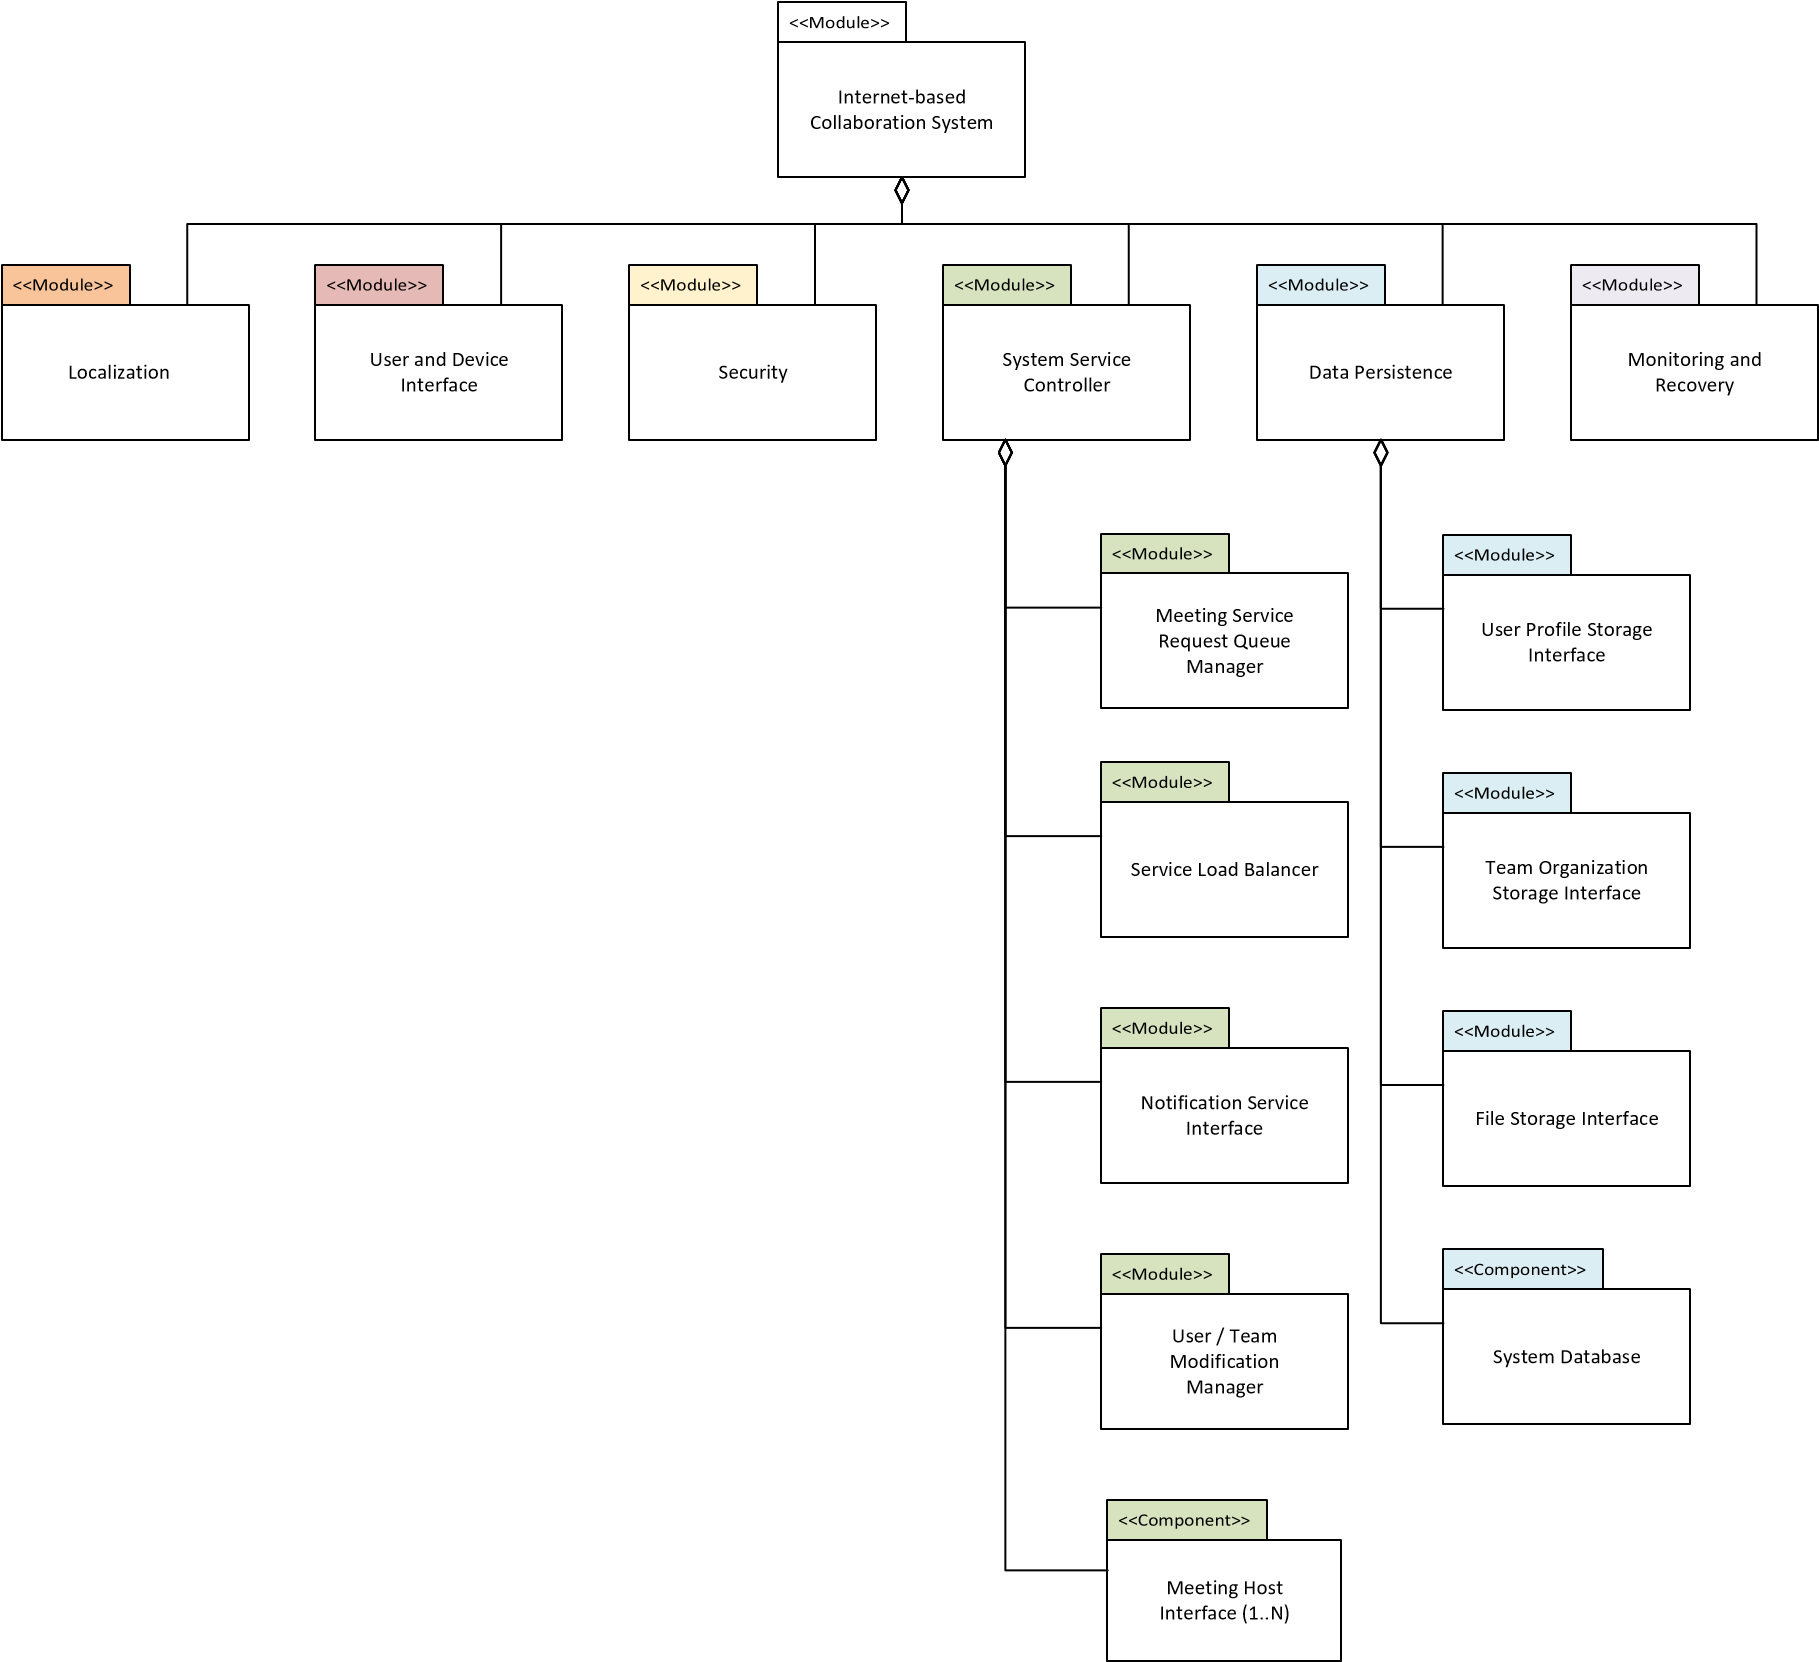 <<Module>>
Internet-based
Collaboration System
<<Module>>
Localization
<<Module>>
User and Device
Interface
<<Module>>
Security
<<Module>>
System Service
Controller
<<Module>>
Data Persistence
<<Module>>
Monitoring and
Recovery
<<Module>>
Meeting Service
Request Queue
Manager
<<Module>>
Service Load Balancer
<<Module>>
Notification Service
Interface
<<Module>>
User / Team
Modification
Manager
<<Component>>
Meeting Host
Interface (1..N)
<<Module>>
User Profile Storage
Interface
<<Module>>
Team Organization
Storage Interface
<<Module>>
File Storage Interface
<<Component>>
System Database